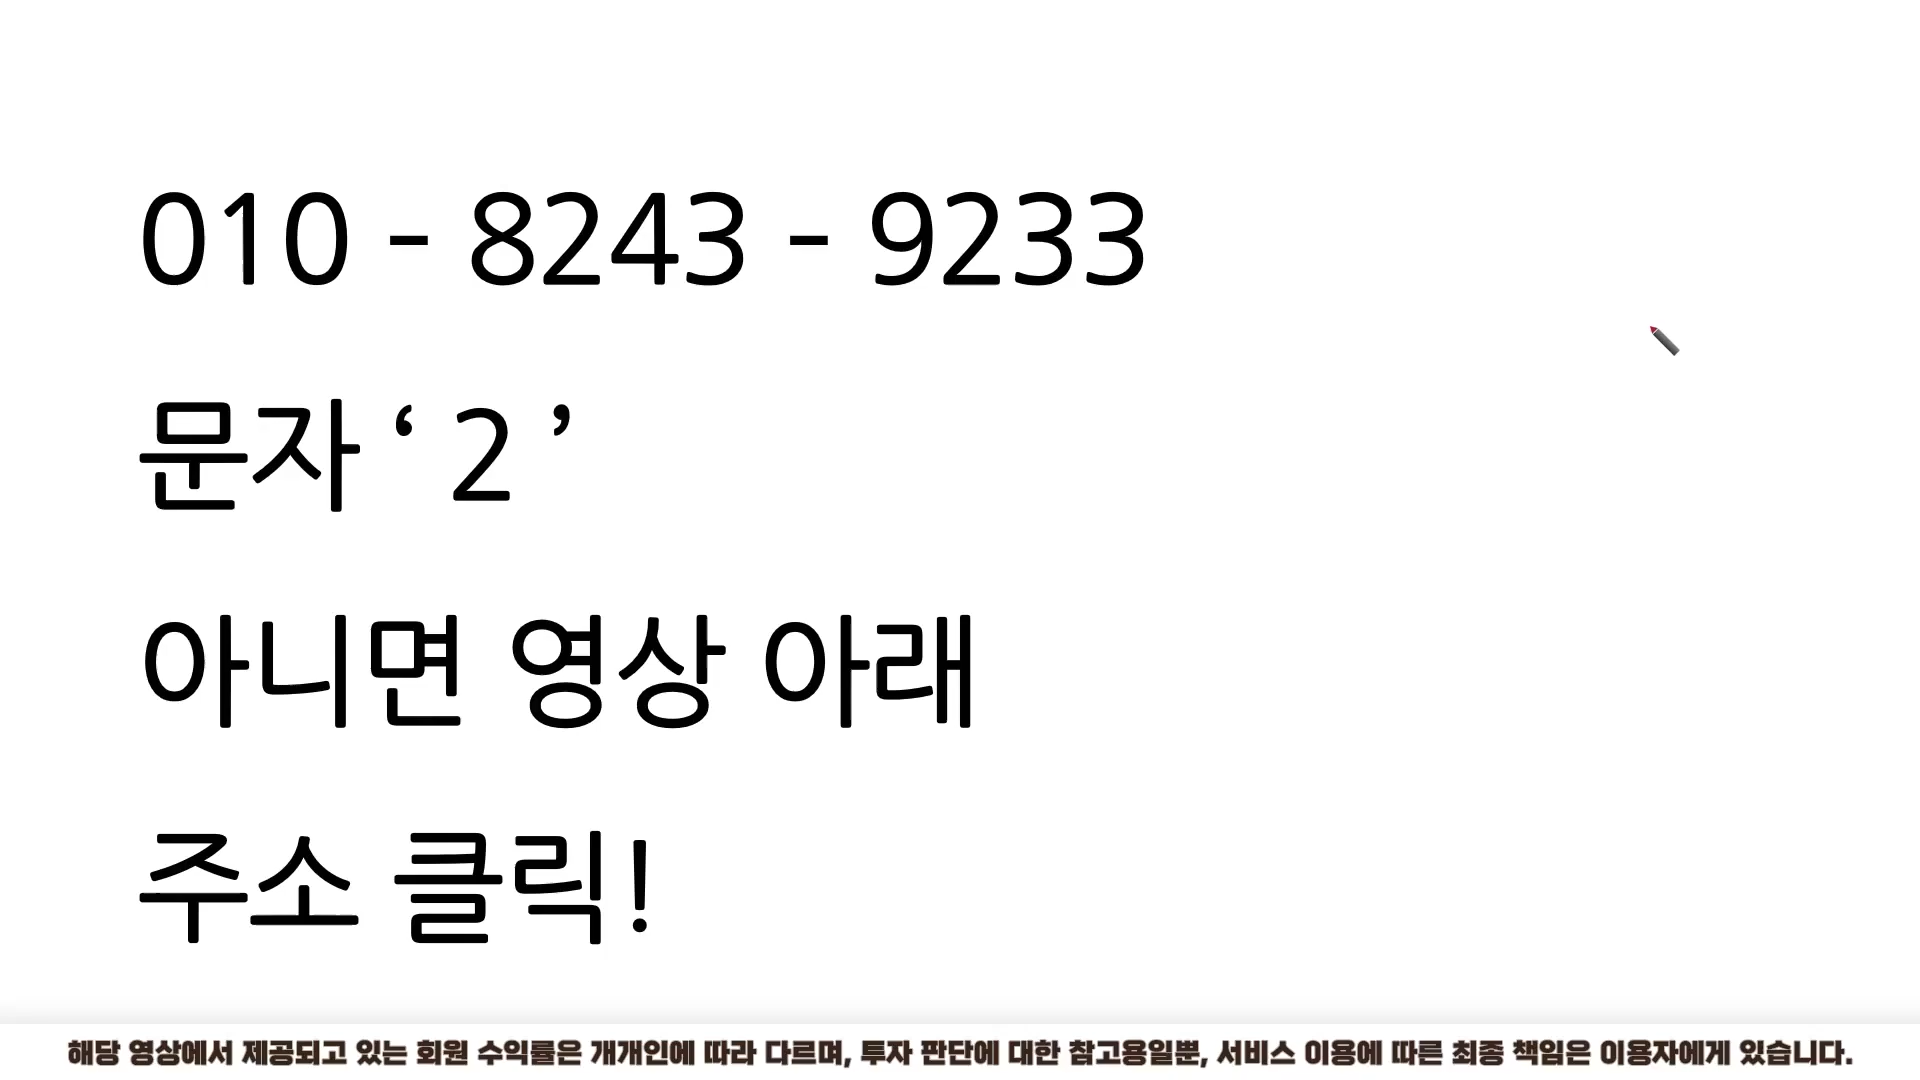 010 - 8243 - 9233
문자 ‘ 2 ’
아니면 영상 아래
주소 클릭!
해당 영상에서 제공되고 있는 회원 수익률은 개개인에 따라 다르며, 투자 판단에 대한 참고용일뿐, 서비스 이용에 따른 최종 책임은 이용자에게 있습니다.